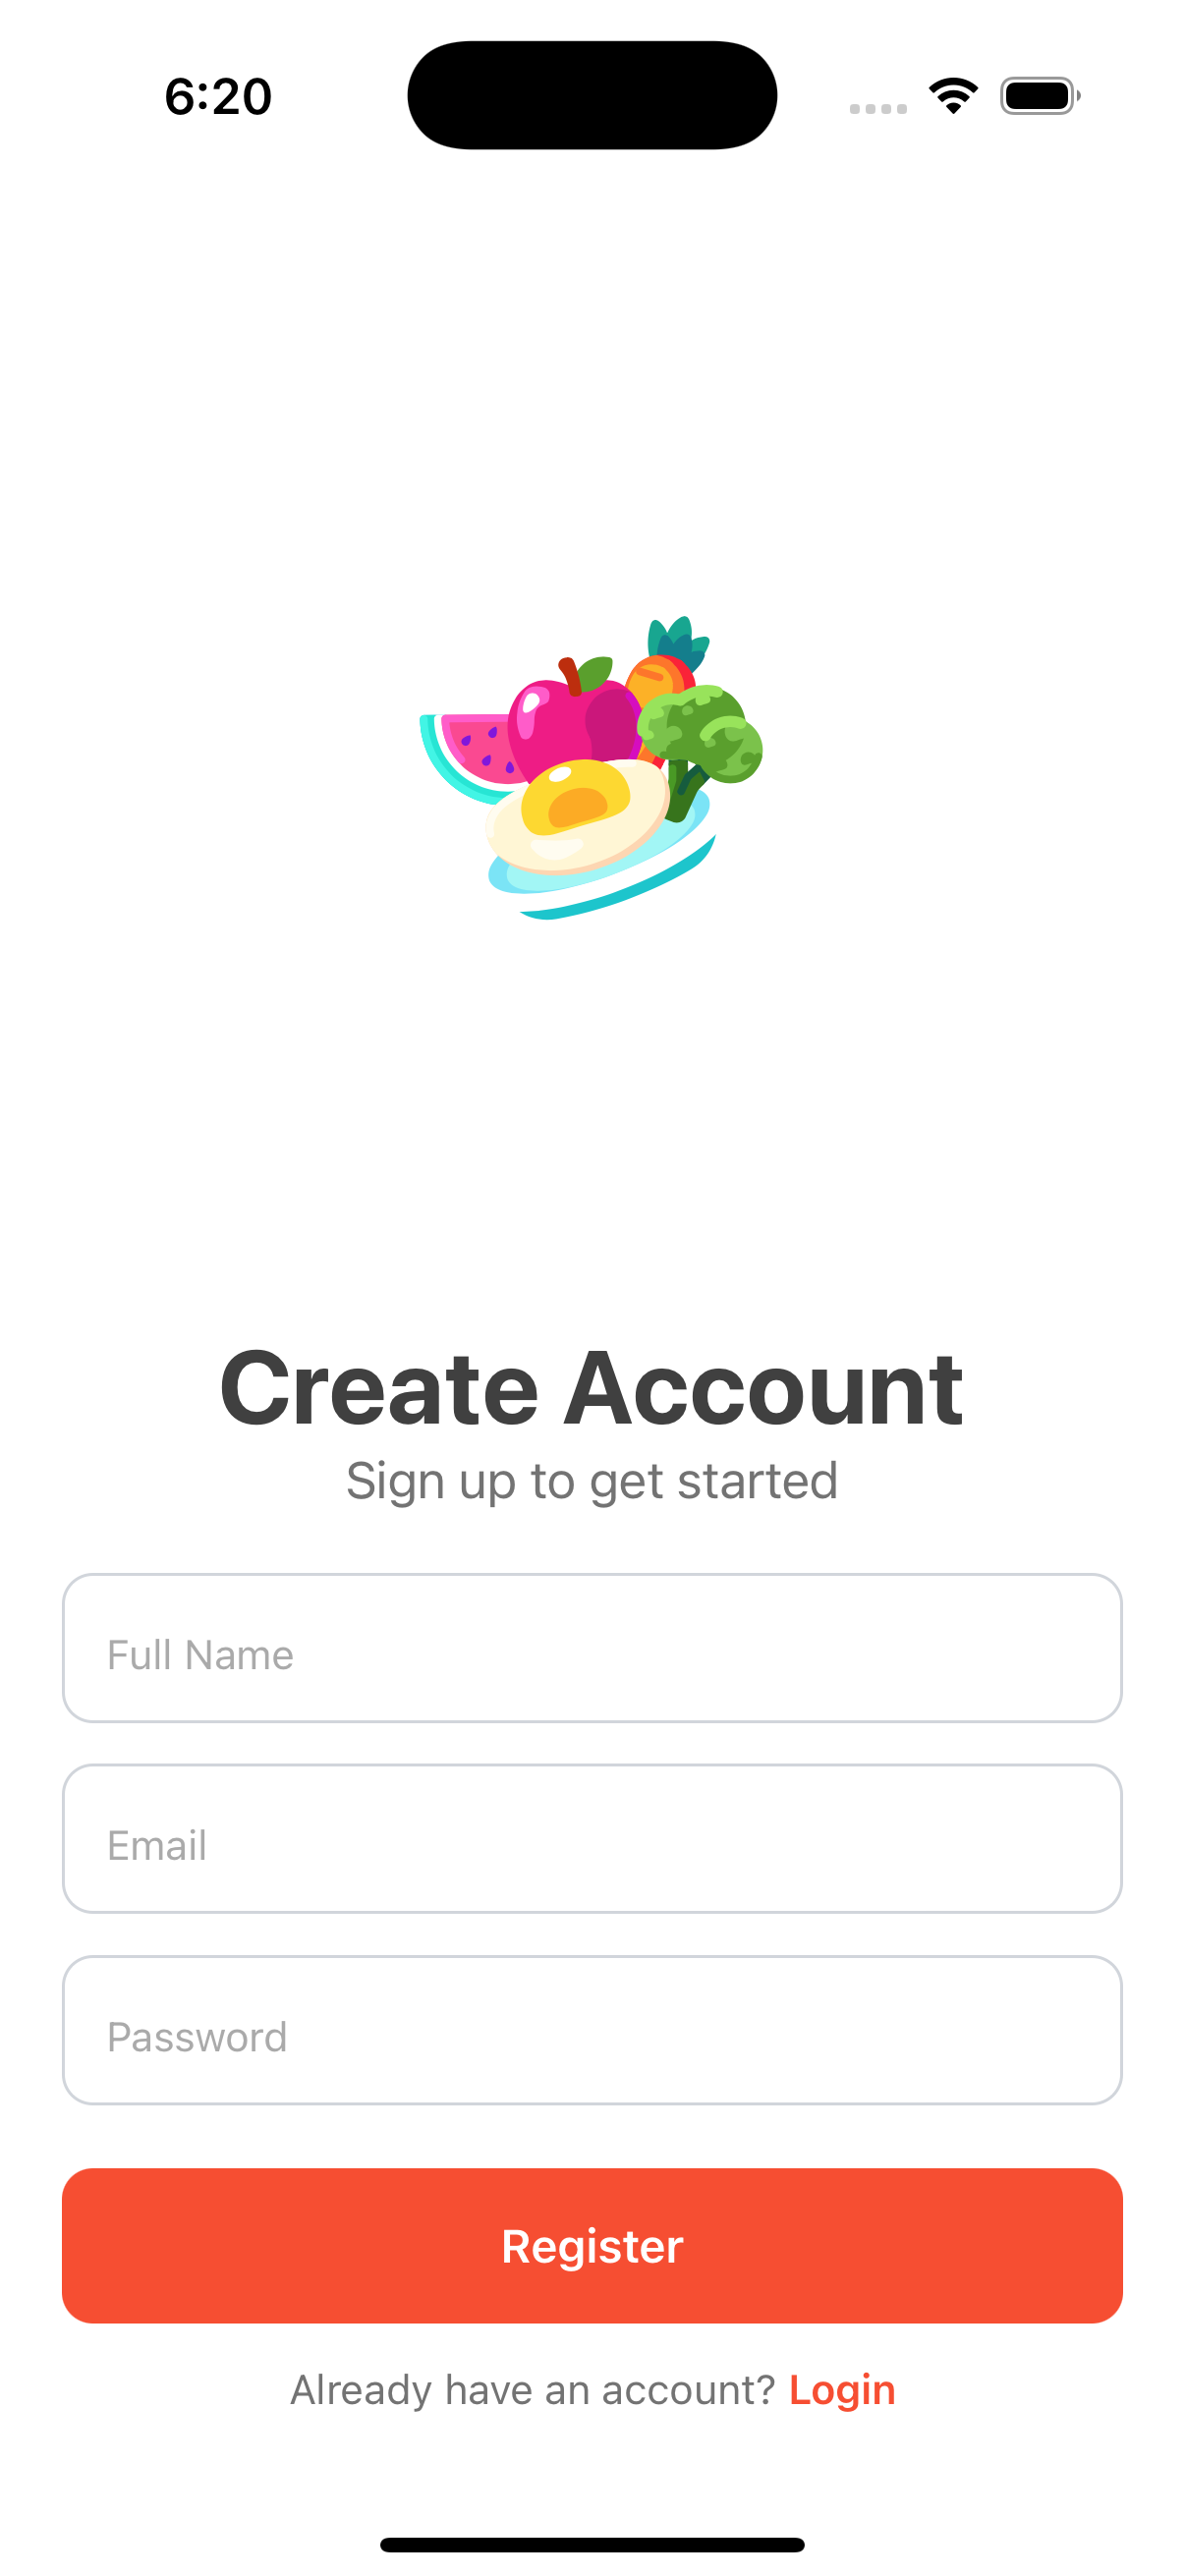 6:20
Create Account
Sign up to get started
Full Name
Email
Password
Register
Already have an account? Login